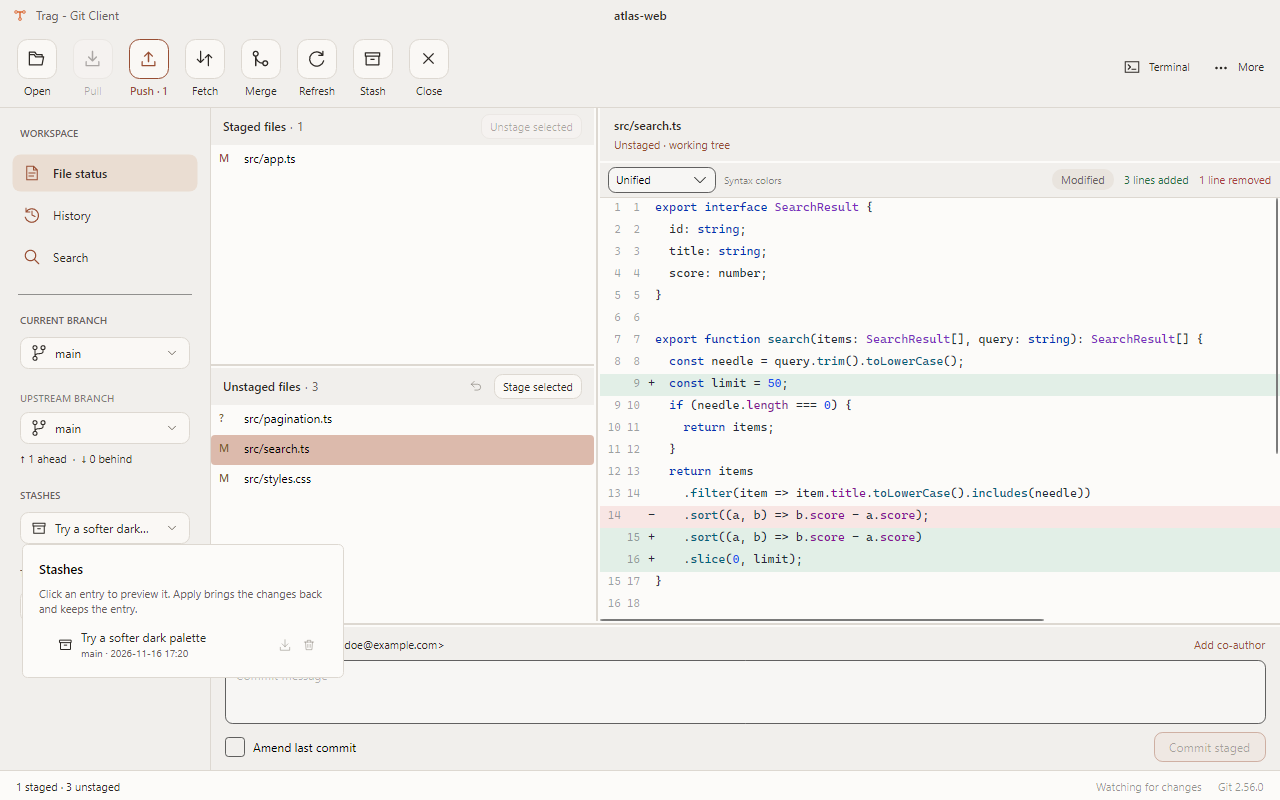 Trag - Git Client
atlas-web
Open
Pull
Push · 1
Fetch
Merge
Refresh
Stash
Close
Terminal
More
WORKSPACE
File status
History
Search
CURRENT BRANCH
main
UPSTREAM BRANCH
main
↑ 1 ahead · ↓ 0 behind
STASHES
Try a softer dark...
Stashes
Click an entry to preview it. Apply brings the changes back
and keeps the entry.
Try a softer dark palette
main · 2026-11-16 17:20
Staged files · 1
Unstage selected
M src/app.ts
Unstaged files · 3
Stage selected
? src/pagination.ts
M src/search.ts
M src/styles.css
src/search.ts
Unstaged · working tree
Unified
Syntax colors
Modified
3 lines added
1 line removed
1 1 export interface SearchResult {
2 2 id: string;
3 3 title: string;
4 4 score: number;
5 5 }
6 6
7 7 export function search(items: SearchResult[], query: string): SearchResult[] {
8 8 const needle = query.trim().toLowerCase();
9 + const limit = 50;
9 10 if (needle.length === 0) {
10 11 return items;
11 12 }
12 13 return items
13 14 .filter(item => item.title.toLowerCase().includes(needle))
14 − .sort((a, b) => b.score − a.score);
15 + .sort((a, b) => b.score − a.score)
16 + .slice(0, limit);
15 17 }
16 18
doe@example.com>
Add co-author
Commit message
Amend last commit
Commit staged
1 staged · 3 unstaged
Watching for changes
Git 2.56.0